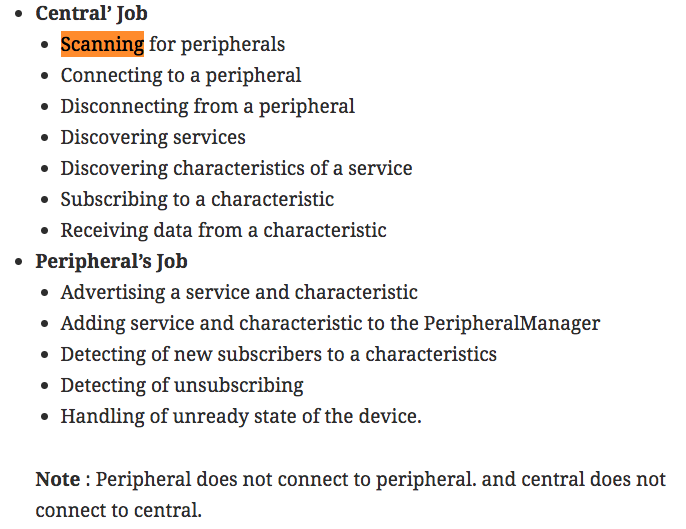 Central’ Job
Scanning for peripherals
Connecting to a peripheral
Disconnecting from a peripheral
Discovering services
Discovering characteristics of a service
Subscribing to a characteristic
Receiving data from a characteristic
Peripheral’s Job
Advertising a service and characteristic
Adding service and characteristic to the PeripheralManager
Detecting of new subscribers to a characteristics
Detecting of unsubscribing
Handling of unready state of the device.
Note : Peripheral does not connect to peripheral. and central does not
connect to central.